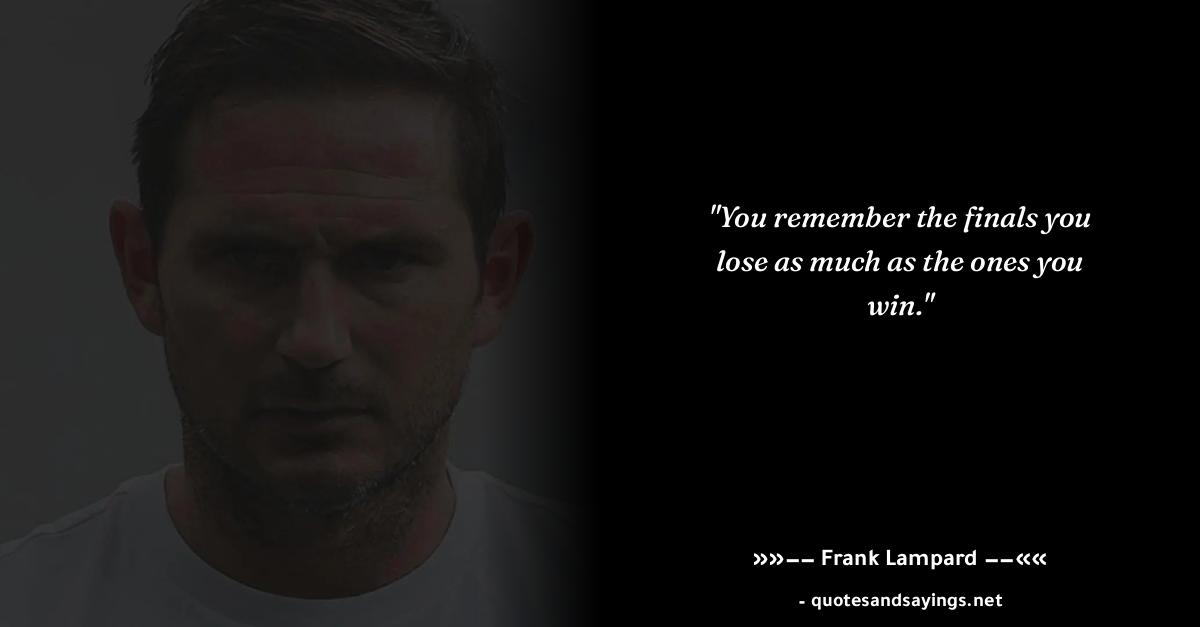 "You remember the finals you
lose as much as the ones you
win."
»»−− Frank Lampard −−««
- quotesandsayings.net